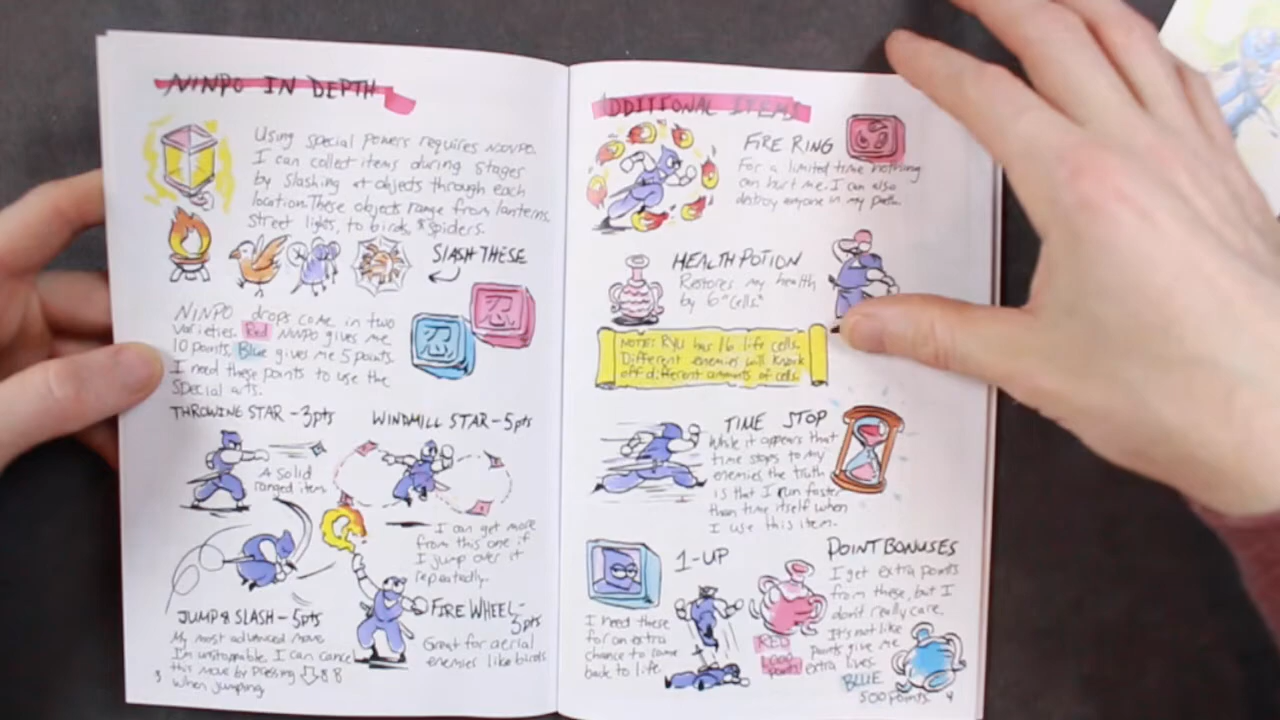 NINPO IN DEPTH
Using special powers requires NINPO.
I can collect items during stages
by slashing at objects through each
location. These objects range from lanterns,
street lights, to birds & spiders.
SLASH THESE
忍
忍
NINPO drops come in two
varieties. Red NINPO gives me
10 points. Blue gives me 5 points.
I need these points to use the
special arts.
THROWING STAR - 3pts
A solid
ranged item
WINDMILL STAR - 5pts
I can get more
from this one if
I jump over it
repeatedly.
JUMP & SLASH - 5pts
My most advanced move
I'm unstoppable. I can cance
this move by pressing ⇩ & B
when jumping.
FIRE WHEEL -
3pts
Great for aerial
enemies like birds
3
ADDITIONAL ITEMS
FIRE RING
For a limited time nothing
can hurt me. I can also
destroy anyone in my path.
HEALTH POTION
Restores my health
by 6 "cells."
NOTE: RYU has 16 life cells.
Different enemies will knock
off different amounts of cells.
TIME STOP
While it appears that
time stops to my
enemies, the truth
is that I run faster
than time itself when
I use this item.
1-UP
I need these
for an extra
chance to come
back to life.
POINT BONUSES
I get extra points
from these, but I
don't really care.
It's not like
points give me
extra lives.
RED
1,000 points
BLUE
500 points.
4